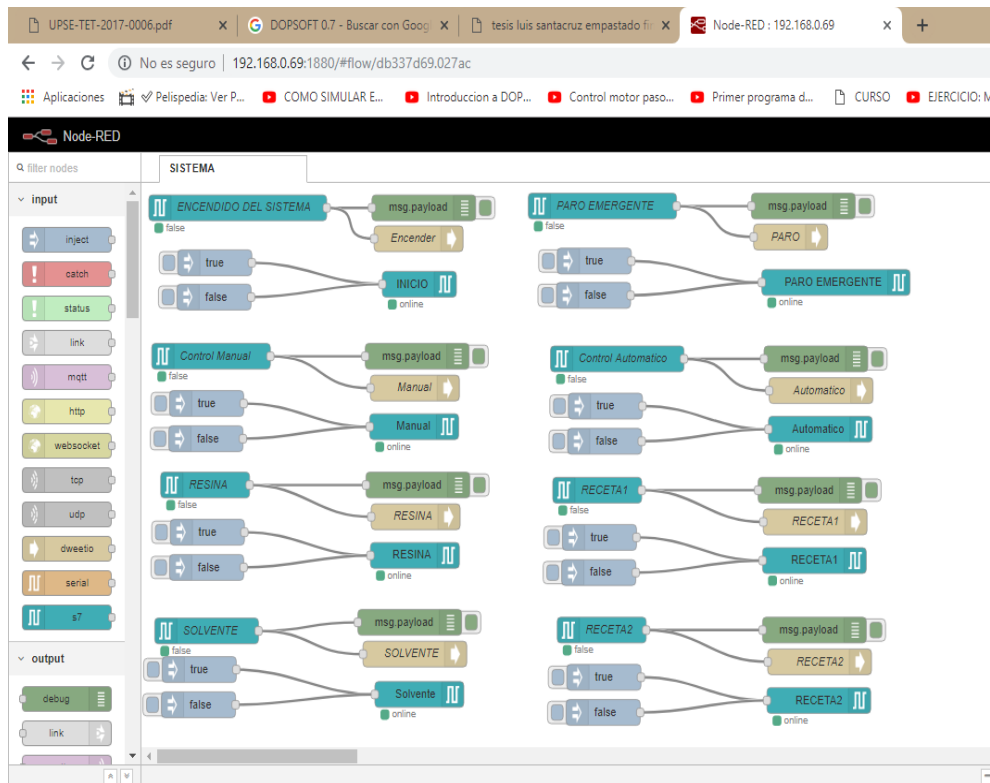 UPSE-TET-2017-0006.pdf
DOPSOFT 0.7 - Buscar con Goog
tesis luis santacruz empastado fin
Node-RED : 192.168.0.69
No es seguro | 192.168.0.69:1880/#flow/db337d69.027ac
Aplicaciones
Pelispedia: Ver P...
COMO SIMULAR E...
Introduccion a DOP...
Control motor paso...
Primer programa d...
CURSO
EJERCICIO: M
Node-RED
filter nodes
SISTEMA
input
inject
catch
status
link
mqtt
http
websocket
tcp
udp
dweetio
serial
s7
output
debug
link
ENCENDIDO DEL SISTEMA
false
msg.payload
Encender
true
false
INICIO
online
PARO EMERGENTE
false
msg.payload
PARO
true
false
PARO EMERGENTE
online
Control Manual
false
msg.payload
Manual
true
false
Manual
online
Control Automatico
false
msg.payload
Automatico
true
false
Automatico
online
RESINA
false
msg.payload
RESINA
true
false
RESINA
online
RECETA1
false
msg.payload
RECETA1
true
false
RECETA1
online
SOLVENTE
false
msg.payload
SOLVENTE
true
false
Solvente
online
RECETA2
false
msg.payload
RECETA2
true
false
RECETA2
online